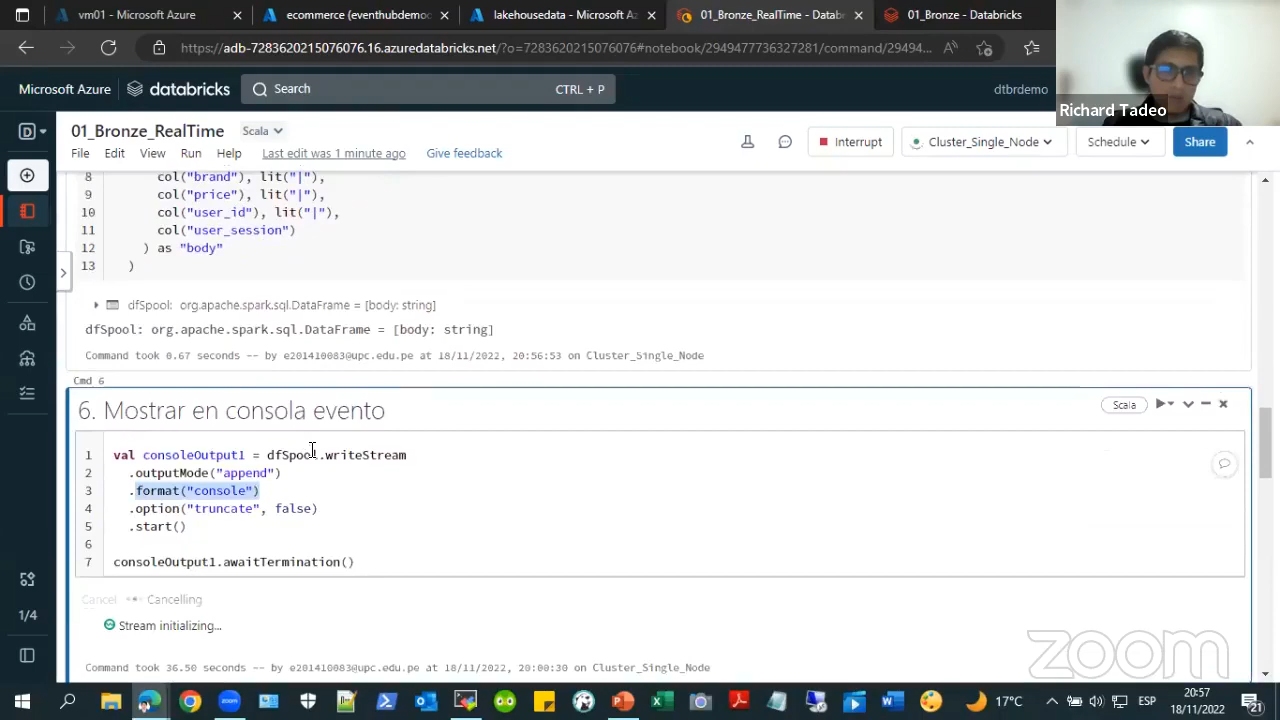 vm01 - Microsoft Azure
ecommerce (eventhubdemo
lakehousedata - Microsoft Az
01_Bronze_RealTime - Datab
01_Bronze - Databricks
https://adb-7283620215076076.16.azuredatabricks.net/?o=7283620215076076#notebook/2949477736327281/command/29494...
Microsoft Azure
databricks
Search
CTRL + P
dtbrdemo
Richard Tadeo
01_Bronze_RealTime
Scala
Interrupt
Cluster_Single_Node
Schedule
Share
File Edit View Run Help Last edit was 1 minute ago Give feedback
8 col("brand"), lit("|"),
9 col("price"), lit("|"),
10 col("user_id"), lit("|"),
11 col("user_session")
12 ) as "body"
13 )
dfSpool: org.apache.spark.sql.DataFrame = [body: string]
dfSpool: org.apache.spark.sql.DataFrame = [body: string]
Command took 0.67 seconds -- by e201410083@upc.edu.pe at 18/11/2022, 20:56:53 on Cluster_Single_Node
Cmd 6
6. Mostrar en consola evento
Scala
1 val consoleOutput1 = dfSpool.writeStream
2 .outputMode("append")
3 .format("console")
4 .option("truncate", false)
5 .start()
6
7 consoleOutput1.awaitTermination()
Cancel Cancelling
Stream initializing...
1/4
Command took 36.50 seconds -- by e201410083@upc.edu.pe at 18/11/2022, 20:00:30 on Cluster_Single_Node
zoom
17°C
ESP
20:57
18/11/2022
21